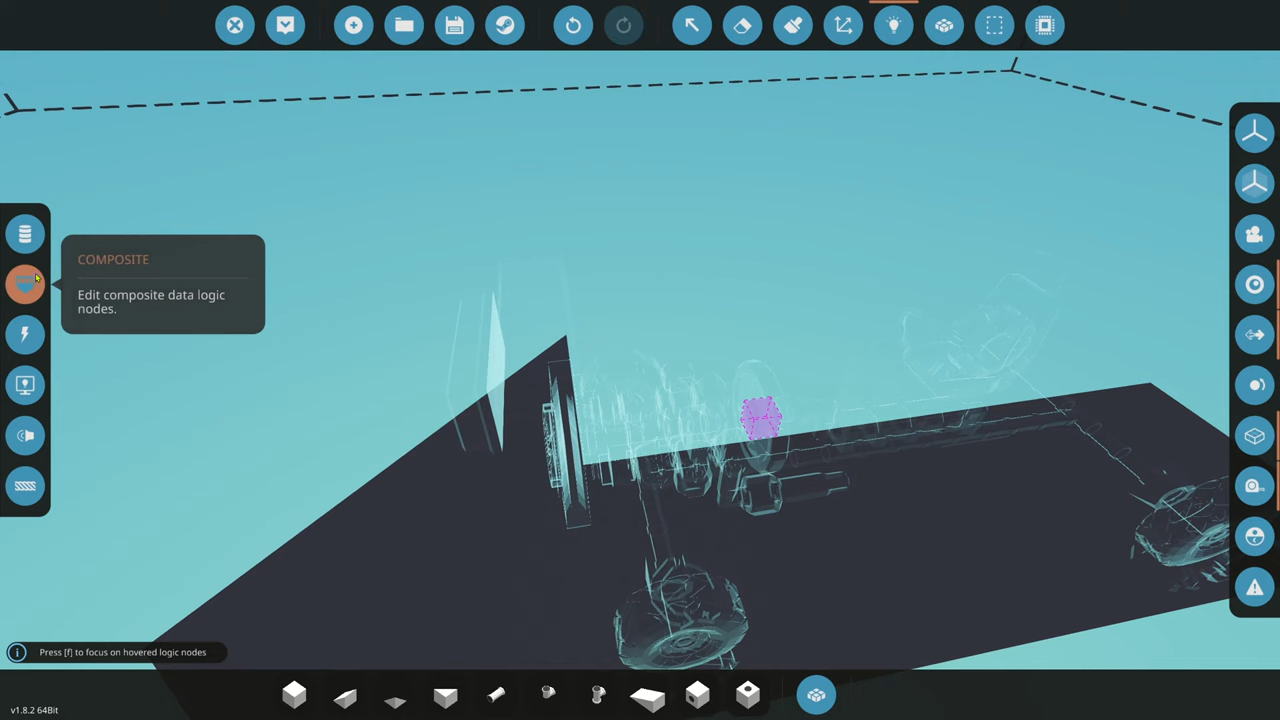 COMPOSITE
Edit composite data logic
nodes.
Press [f] to focus on hovered logic nodes
v1.8.2 64Bit